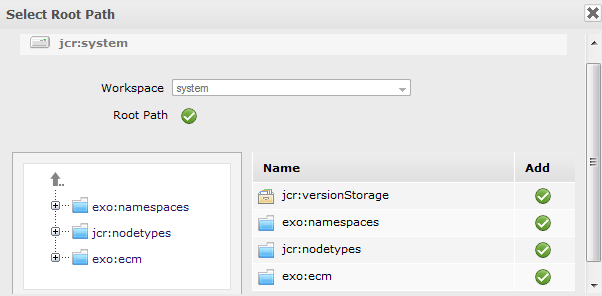 Select Root Path
jcr:system
Workspace system
Root Path
..
exo:namespaces
jcr:nodetypes
exo:ecm
Name Add
jcr:versionStorage
exo:namespaces
jcr:nodetypes
exo:ecm